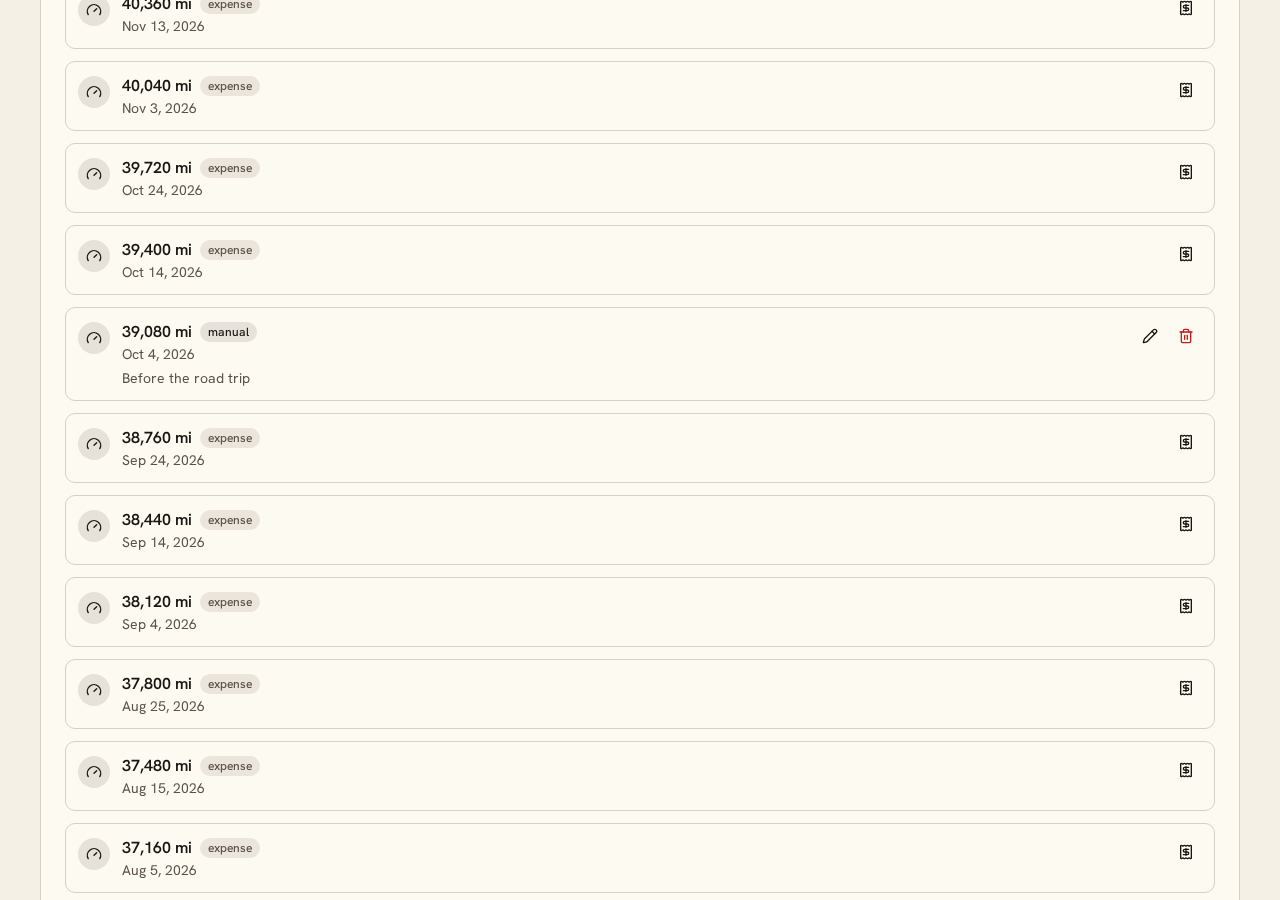 40,360 mi expense
Nov 13, 2026
40,040 mi expense
Nov 3, 2026
39,720 mi expense
Oct 24, 2026
39,400 mi expense
Oct 14, 2026
39,080 mi manual
Oct 4, 2026
Before the road trip
38,760 mi expense
Sep 24, 2026
38,440 mi expense
Sep 14, 2026
38,120 mi expense
Sep 4, 2026
37,800 mi expense
Aug 25, 2026
37,480 mi expense
Aug 15, 2026
37,160 mi expense
Aug 5, 2026